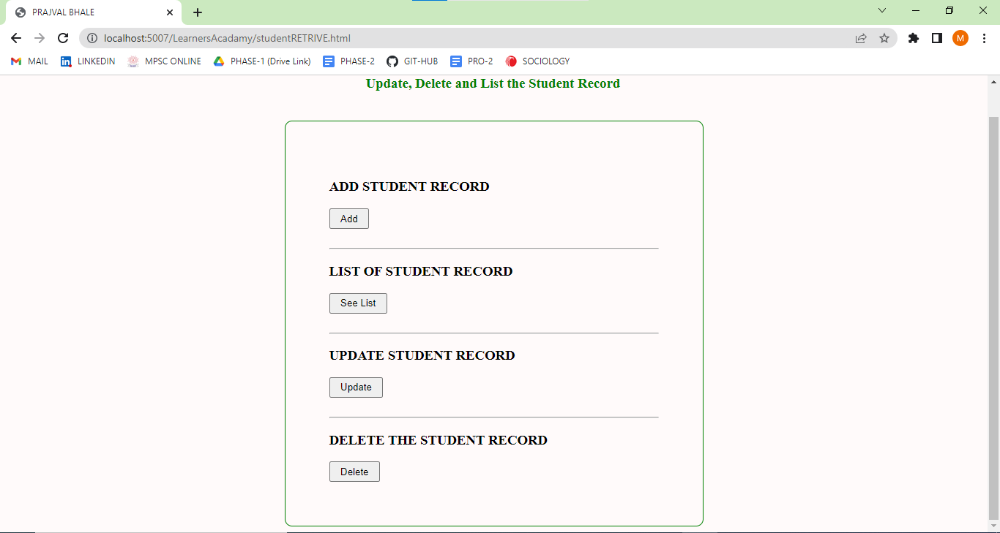 PRAJVAL BHALE
localhost:5007/LearnersAcadamy/studentRETRIVE.html
M
MAIL LINKEDIN MPSC ONLINE PHASE-1 (Drive Link) PHASE-2 GIT-HUB PRO-2 SOCIOLOGY
Update, Delete and List the Student Record
ADD STUDENT RECORD
Add
LIST OF STUDENT RECORD
See List
UPDATE STUDENT RECORD
Update
DELETE THE STUDENT RECORD
Delete